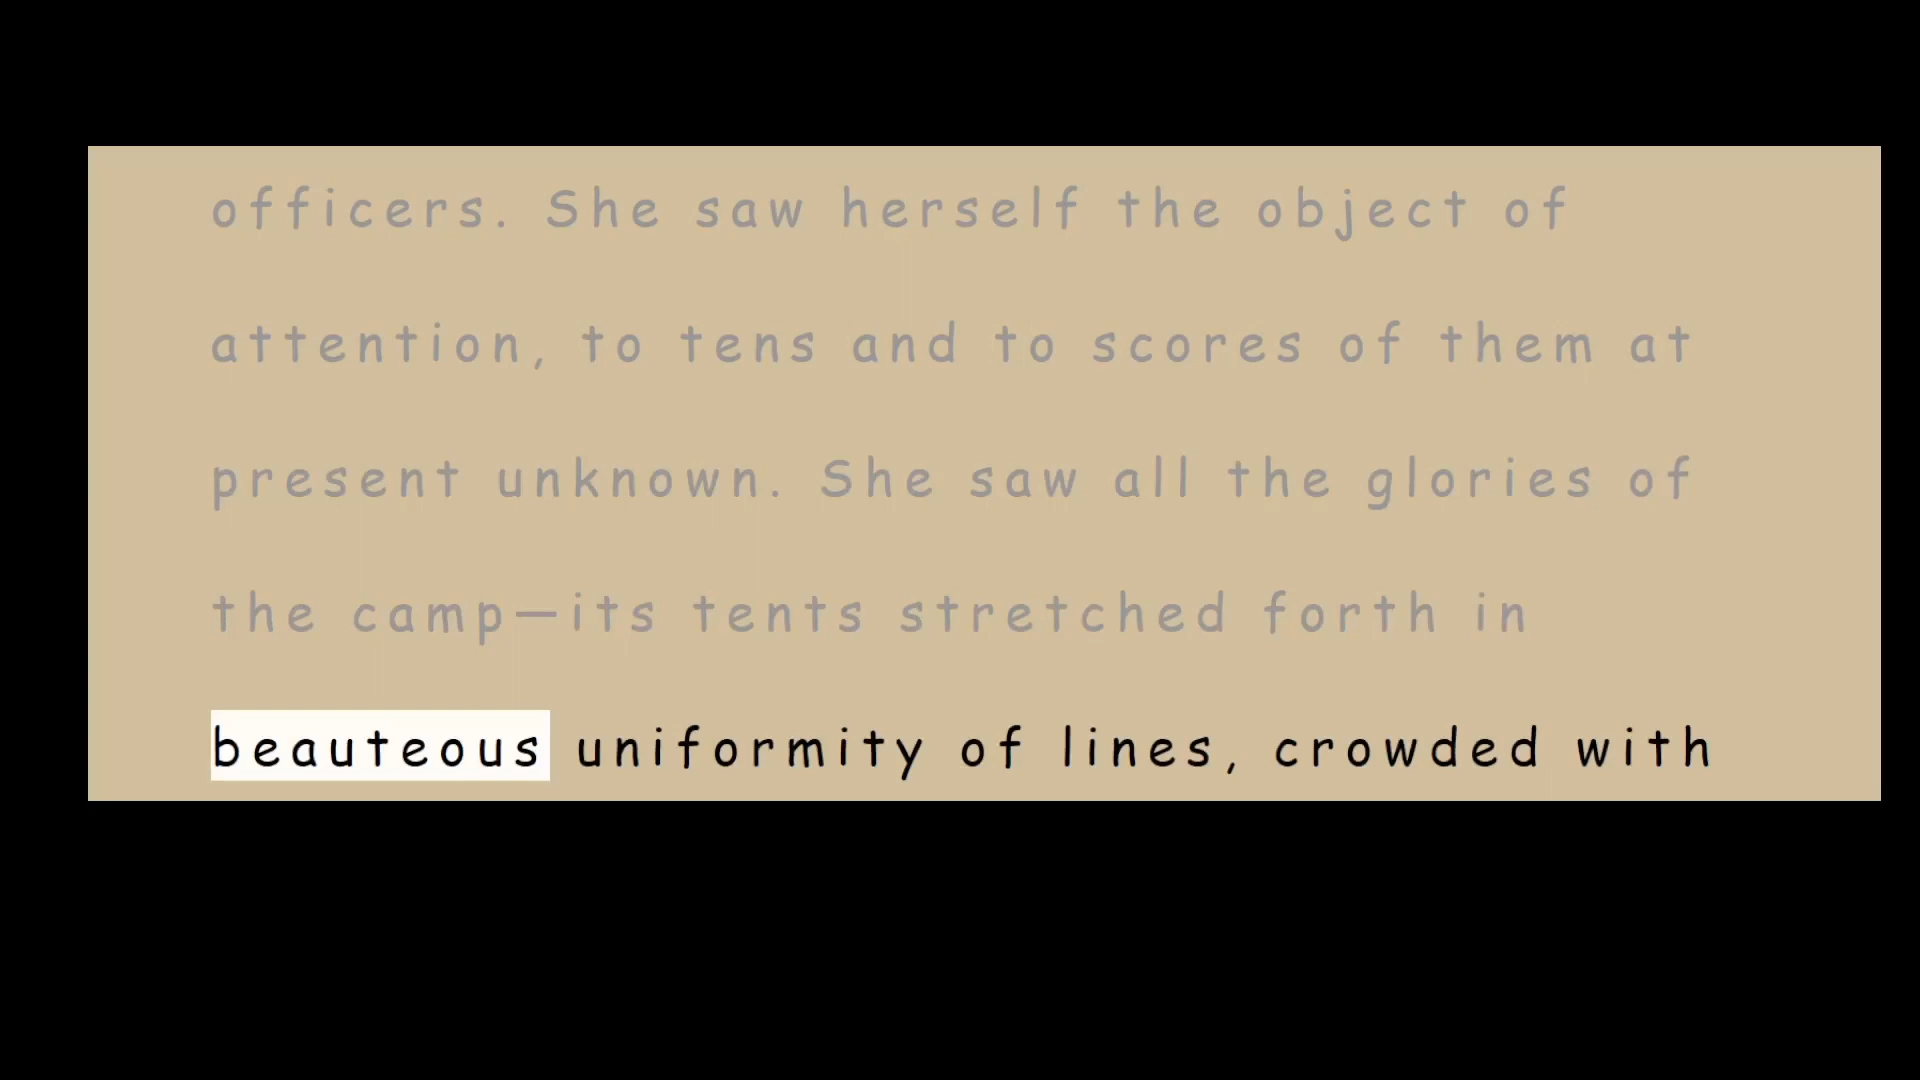 officers. She saw herself the object of
attention, to tens and to scores of them at
present unknown. She saw all the glories of
the camp—its tents stretched forth in
beauteous uniformity of lines, crowded with